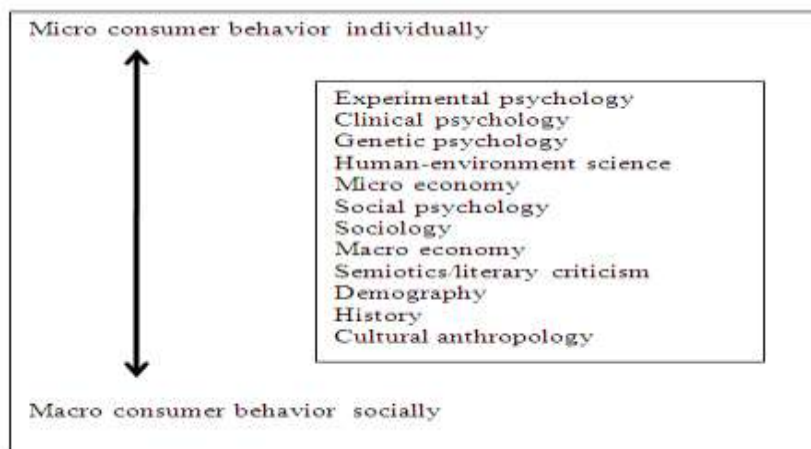 Micro consumer behavior individually
Experimental psychology
Clinical psychology
Genetic psychology
Human-environment science
Micro economy
Social psychology
Sociology
Macro economy
Semiotics/literary criticism
Demography
History
Cultural anthropology
Macro consumer behavior socially